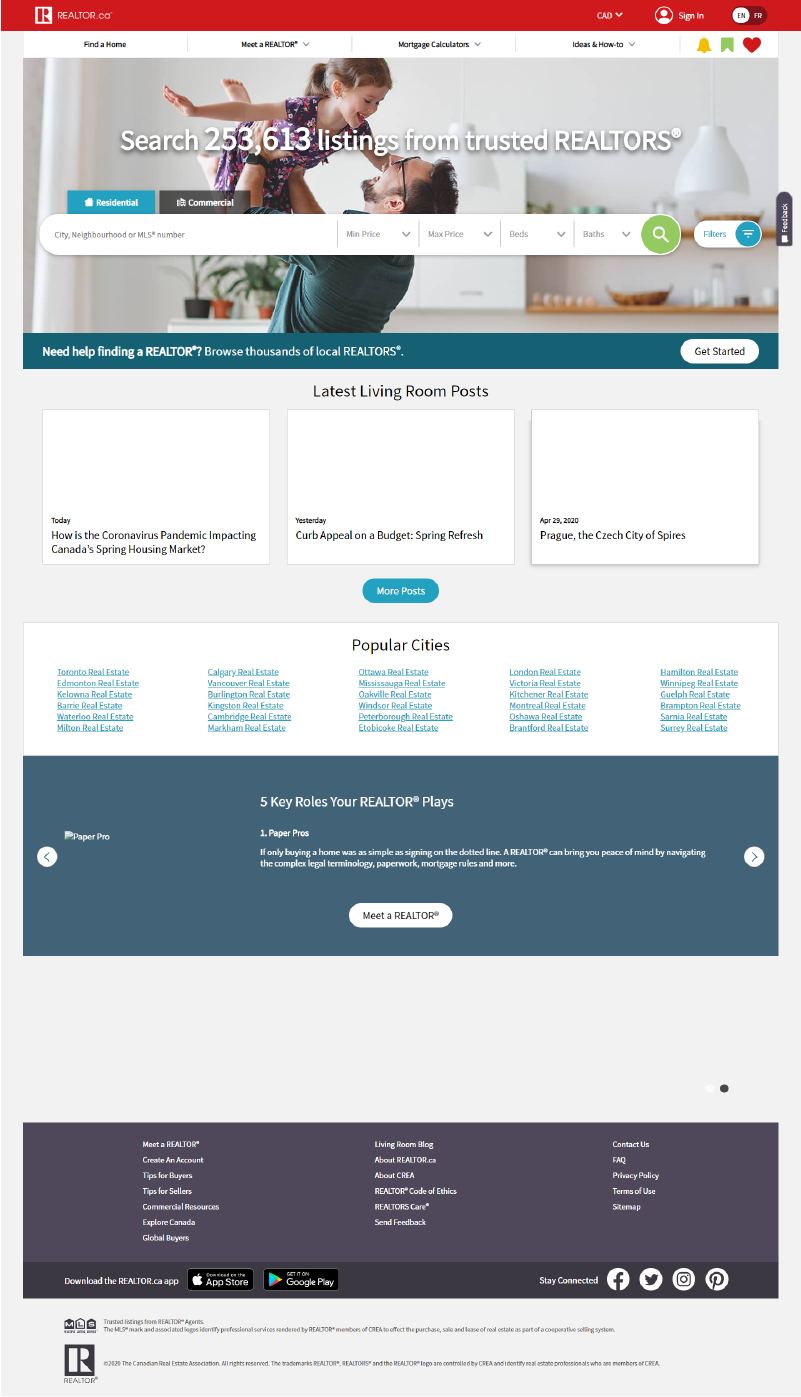 REALTOR.ca
CAD
Sign In
EN FR
Find a Home
Meet a REALTOR®
Mortgage Calculators
Ideas & How-to
Search 253,613 listings from trusted REALTORS®
Residential
Commercial
City, Neighbourhood or MLS® number
Min Price
Max Price
Beds
Baths
Filters
Feedback
Need help finding a REALTOR®? Browse thousands of local REALTORS®.
Get Started
Latest Living Room Posts
Today
How is the Coronavirus Pandemic Impacting
Canada's Spring Housing Market?
Yesterday
Curb Appeal on a Budget: Spring Refresh
Apr 29, 2020
Prague, the Czech City of Spires
More Posts
Popular Cities
Toronto Real Estate
Edmonton Real Estate
Kelowna Real Estate
Barrie Real Estate
Waterloo Real Estate
Milton Real Estate
Calgary Real Estate
Vancouver Real Estate
Burlington Real Estate
Kingston Real Estate
Cambridge Real Estate
Markham Real Estate
Ottawa Real Estate
Mississauga Real Estate
Oakville Real Estate
Windsor Real Estate
Peterborough Real Estate
Etobicoke Real Estate
London Real Estate
Victoria Real Estate
Kitchener Real Estate
Montreal Real Estate
Oshawa Real Estate
Brantford Real Estate
Hamilton Real Estate
Winnipeg Real Estate
Guelph Real Estate
Brampton Real Estate
Sarnia Real Estate
Surrey Real Estate
5 Key Roles Your REALTOR® Plays
Paper Pro
1. Paper Pros
If only buying a home was as simple as signing on the dotted line. A REALTOR® can bring you peace of mind by navigating
the complex legal terminology, paperwork, mortgage rules and more.
Meet a REALTOR®
Meet a REALTOR®
Create An Account
Tips for Buyers
Tips for Sellers
Commercial Resources
Explore Canada
Global Buyers
Living Room Blog
About REALTOR.ca
About CREA
REALTOR® Code of Ethics
REALTORS Care®
Send Feedback
Contact Us
FAQ
Privacy Policy
Terms of Use
Sitemap
Download the REALTOR.ca app
Download on the
App Store
GET IT ON
Google Play
Stay Connected
MLS
Trusted listings from REALTOR® Agents.
The MLS® mark and associated logos identify professional services rendered by REALTOR® members of CREA to effect the purchase, sale and lease of real estate as part of a cooperative selling system.
REALTOR®
©2020 The Canadian Real Estate Association. All rights reserved. The trademarks REALTOR®, REALTORS® and the REALTOR® logo are controlled by CREA and identify real estate professionals who are members of CREA.